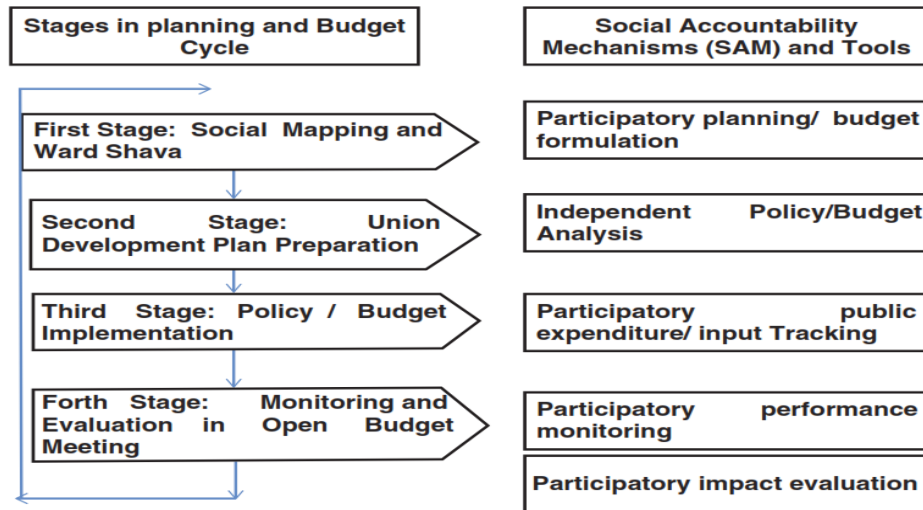 Stages in planning and Budget
Cycle
Social Accountability
Mechanisms (SAM) and Tools
First Stage: Social Mapping and
Ward Shava
Participatory planning/ budget
formulation
Second Stage: Union
Development Plan Preparation
Independent Policy/Budget
Analysis
Third Stage: Policy / Budget
Implementation
Participatory public
expenditure/ input Tracking
Forth Stage: Monitoring and
Evaluation in Open Budget
Meeting
Participatory performance
monitoring
Participatory impact evaluation